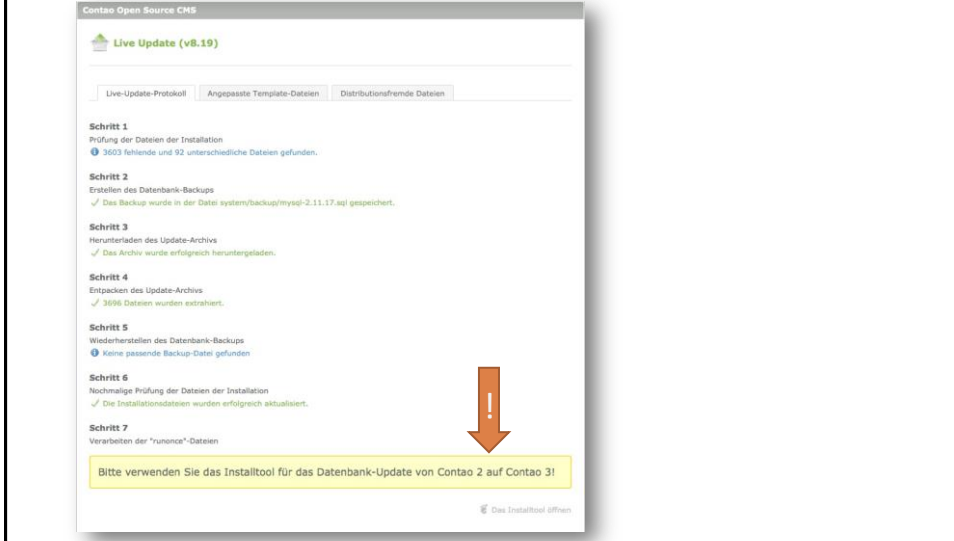 Contao Open Source CMS
Live Update (v8.19)
Live-Update-Protokoll Angepasste Template-Dateien Distributionsfremde Dateien
Schritt 1
Prüfung der Dateien der Installation
3603 fehlende und 92 unterschiedliche Dateien gefunden.
Schritt 2
Erstellen des Datenbank-Backups
Das Backup wurde in der Datei system/backup/mysql-2.11.17.sql gespeichert.
Schritt 3
Herunterladen des Update-Archivs
Das Archiv wurde erfolgreich heruntergeladen.
Schritt 4
Entpacken des Update-Archivs
3696 Dateien wurden extrahiert.
Schritt 5
Wiederherstellen des Datenbank-Backups
Keine passende Backup-Datei gefunden
Schritt 6
Nochmalige Prüfung der Dateien der Installation
Die Installationsdateien wurden erfolgreich aktualisiert.
!
Schritt 7
Verarbeiten der "runonce"-Dateien
Bitte verwenden Sie das Installtool für das Datenbank-Update von Contao 2 auf Contao 3!
Das Installtool öffnen